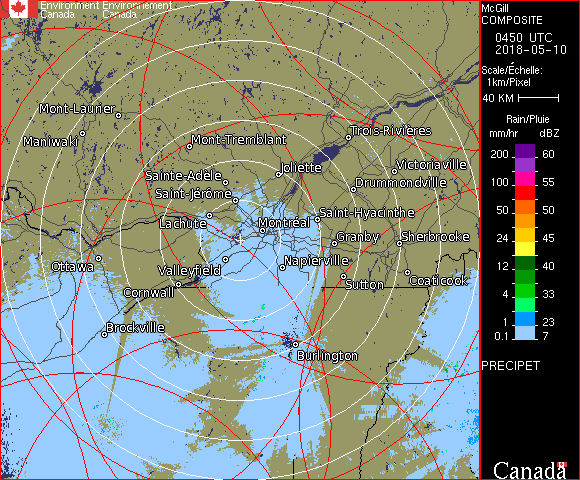 Environment Environnement
Canada Canada
Mont-Laurier
Maniwaki
Mont-Tremblant
Trois-Rivières
Sainte-Adèle
Joliette
Victoriaville
Saint-Jérôme
Drummondville
Lachute
Montréal
Saint-Hyacinthe
Granby
Sherbrooke
Ottawa
Valleyfield
Napierville
Cornwall
Sutton
Coaticook
Brockville
Burlington
McGill
COMPOSITE
0450 UTC
2018-05-10
Scale/Échelle:
1km/Pixel
40 KM
Rain/Pluie
mm/hr dBZ
200 60
100 55
50 50
24 45
12 40
4 33
1 23
0.1 7
PRECIPET
Canada